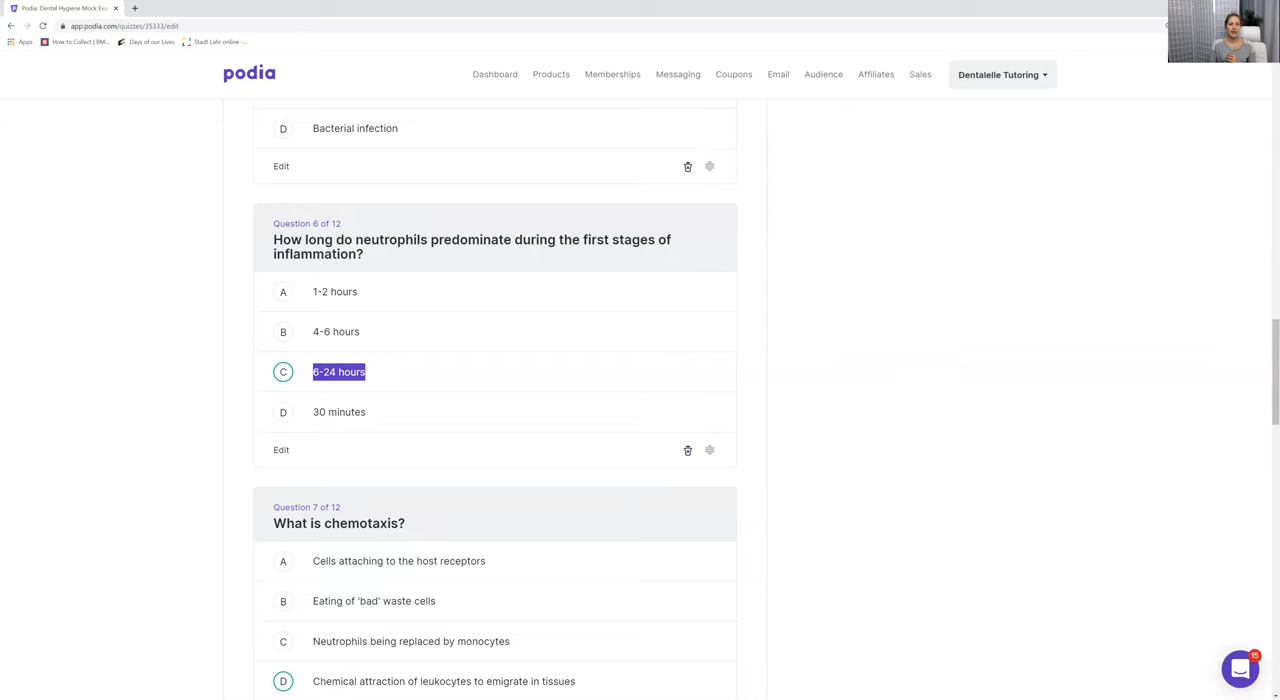 Podia: Dental Hygiene Mock Exa
app.podia.com/quizzes/35333/edit
Apps
How to Collect | BM...
Days of our Lives
Stadt Lahr online -...
podia
Dashboard
Products
Memberships
Messaging
Coupons
Email
Audience
Affiliates
Sales
Dentalelle Tutoring
D
Bacterial infection
Edit
Question 6 of 12
How long do neutrophils predominate during the first stages of
inflammation?
A
1-2 hours
B
4-6 hours
C
6-24 hours
D
30 minutes
Edit
Question 7 of 12
What is chemotaxis?
A
Cells attaching to the host receptors
B
Eating of 'bad' waste cells
C
Neutrophils being replaced by monocytes
D
Chemical attraction of leukocytes to emigrate in tissues
15